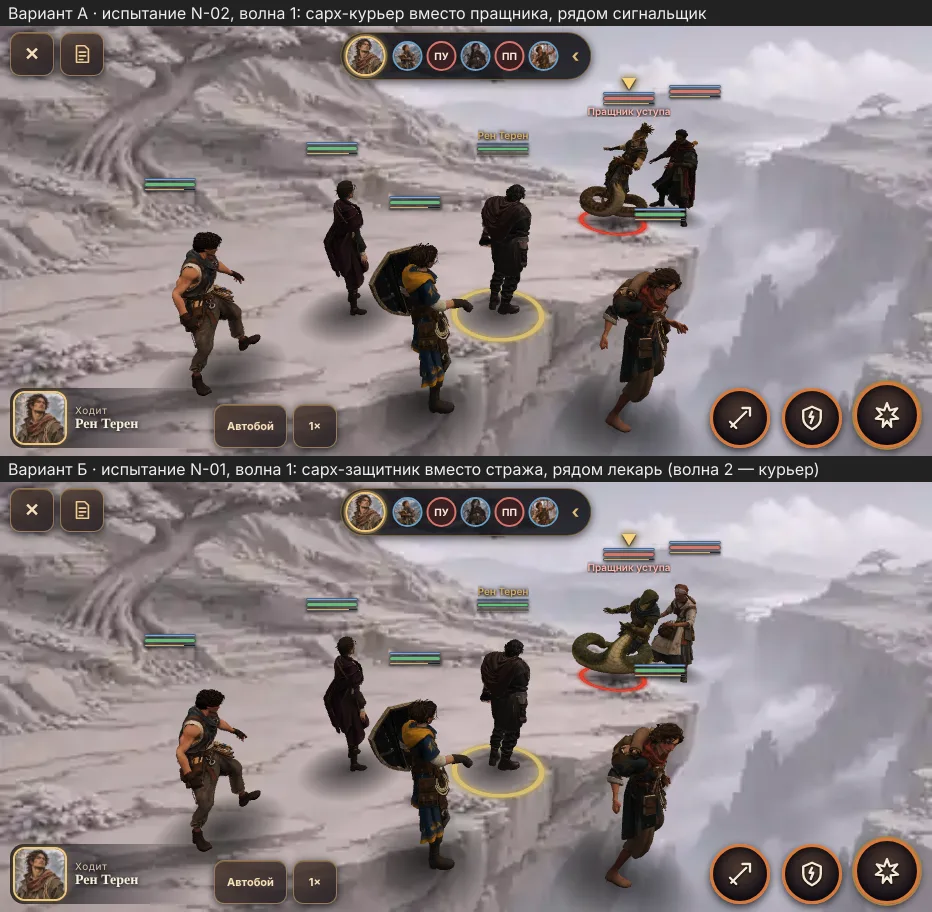 Вариант А · испытание N-02, волна 1: сарх-курьер вместо пращника, рядом сигнальщик
ПУ
ПП
Пращник уступа
Рен Терен
Ходит
Рен Терен
Автобой
1×
Вариант Б · испытание N-01, волна 1: сарх-защитник вместо стража, рядом лекарь (волна 2 — курьер)
ПУ
ПП
Пращник уступа
Рен Терен
Ходит
Рен Терен
Автобой
1×